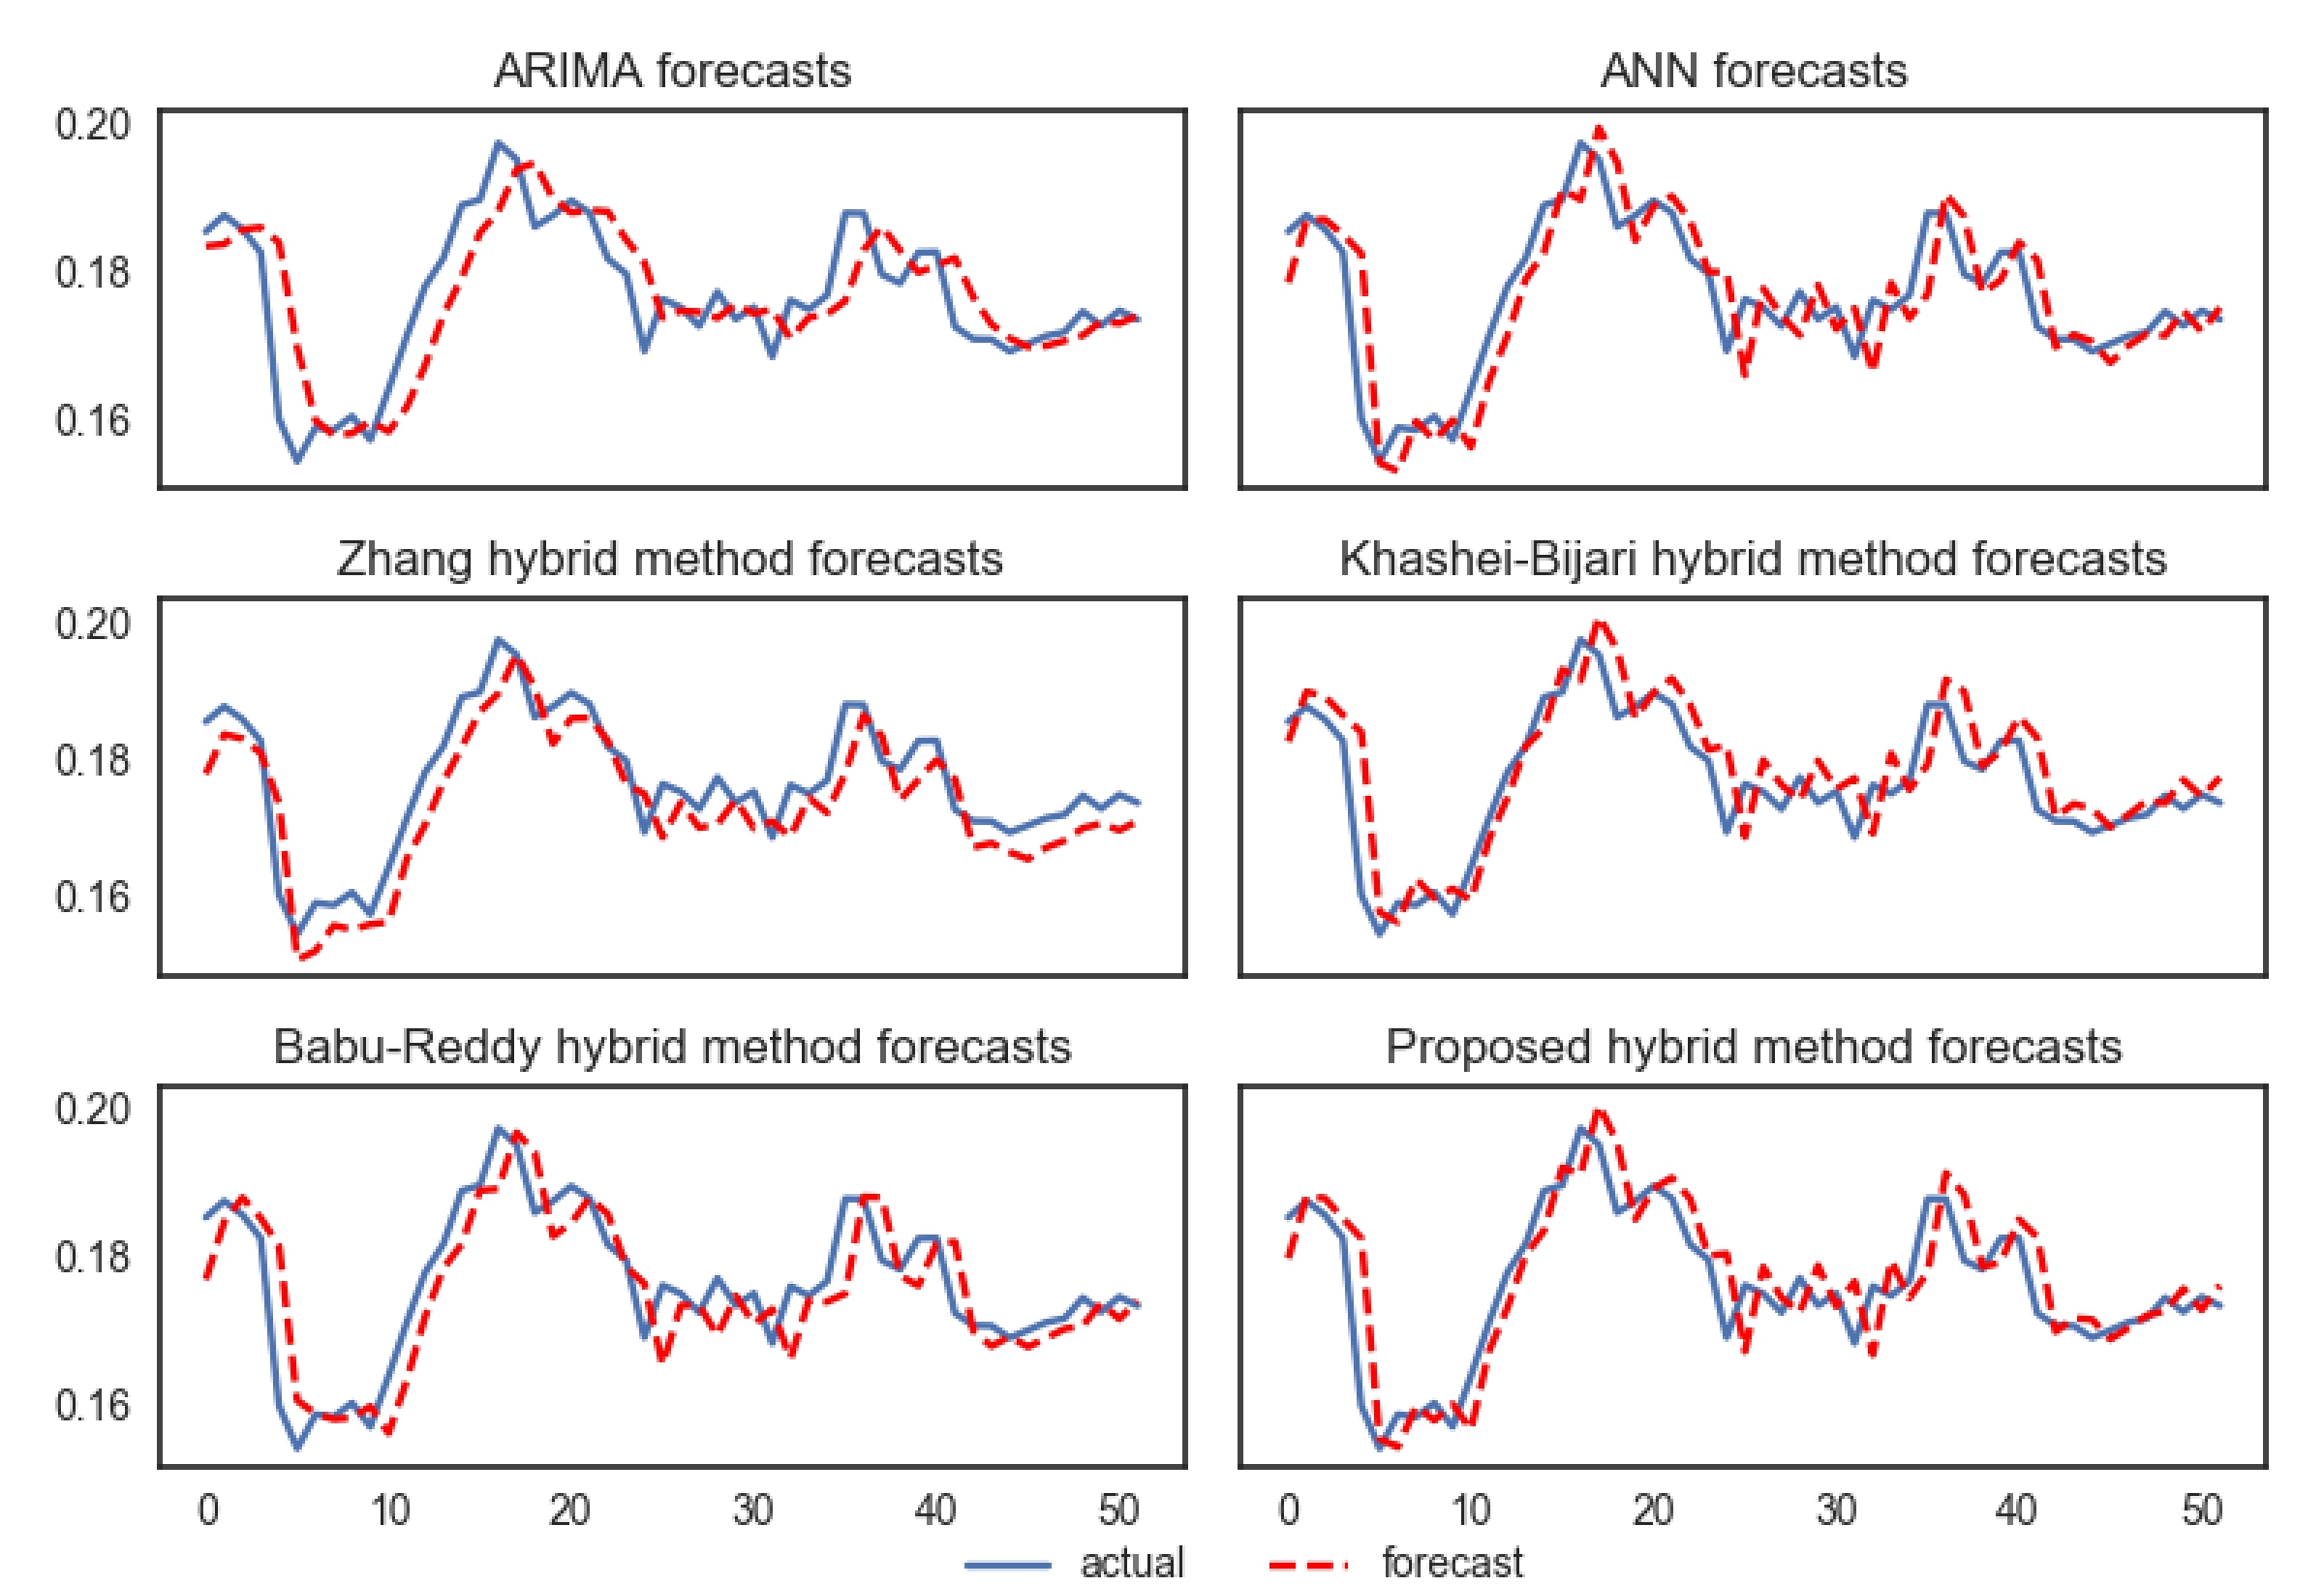 ARIMA forecasts
ANN forecasts
0.20
0.18
0.16
Zhang hybrid method forecasts
Khashei-Bijari hybrid method forecasts
0.20
0.18
0.16
Babu-Reddy hybrid method forecasts
Proposed hybrid method forecasts
0.20
0.18
0.16
0 10 20 30 40 50
0 10 20 30 40 50
actual forecast